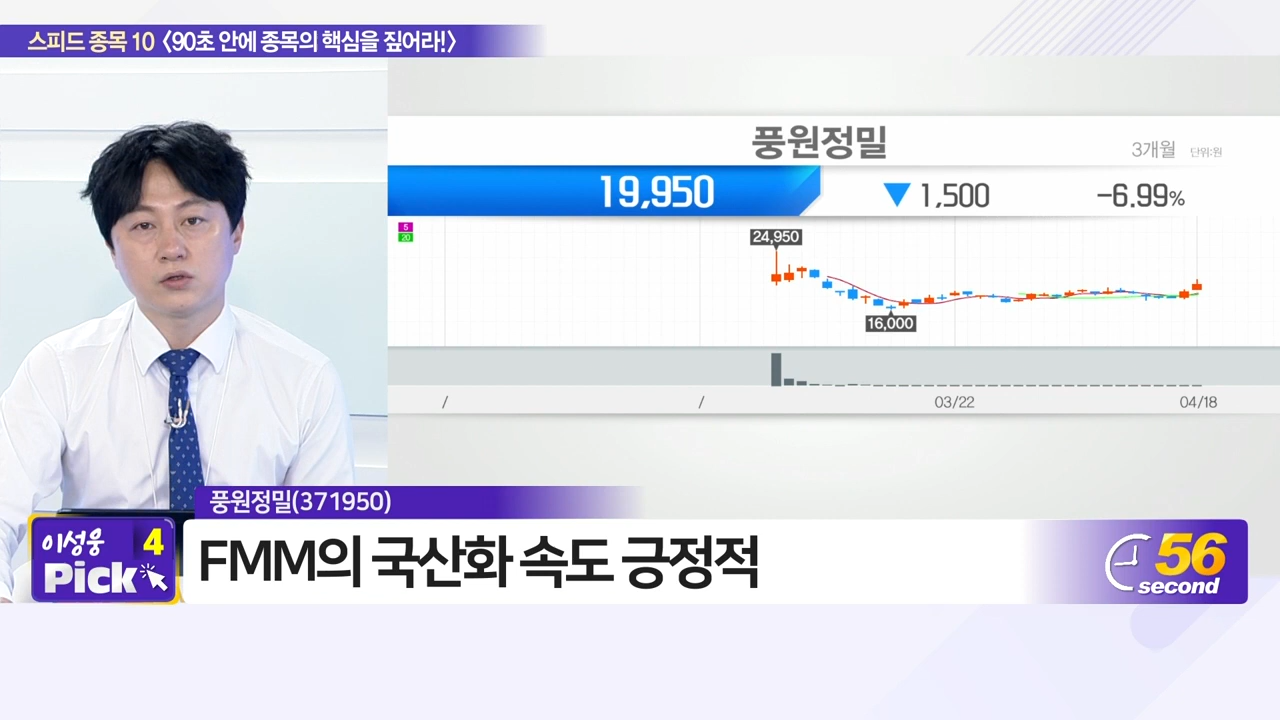 스피드 종목 10 〈90초 안에 종목의 핵심을 짚어라!〉
풍원정밀
3개월 단위:원
19,950 ▼ 1,500 -6.99%
5
20
24,950
16,000
/ / 03/22 04/18
풍원정밀(371950)
이성웅 4
Pick
FMM의 국산화 속도 긍정적
56
second